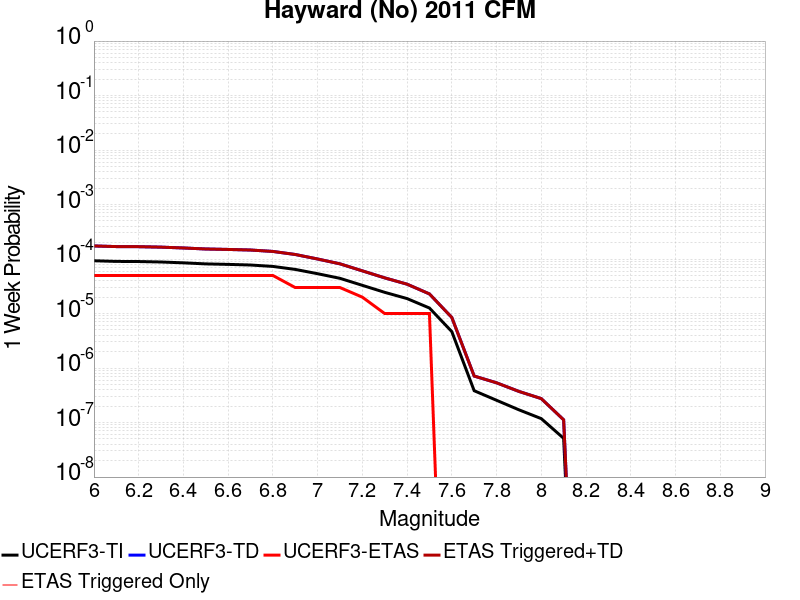 Hayward (No) 2011 CFM
10^0
10^-1
10^-2
10^-3
10^-4
10^-5
10^-6
10^-7
10^-8
1 Week Probability
6 6.2 6.4 6.6 6.8 7 7.2 7.4 7.6 7.8 8 8.2 8.4 8.6 8.8 9
Magnitude
UCERF3-TI UCERF3-TD UCERF3-ETAS ETAS Triggered+TD
ETAS Triggered Only